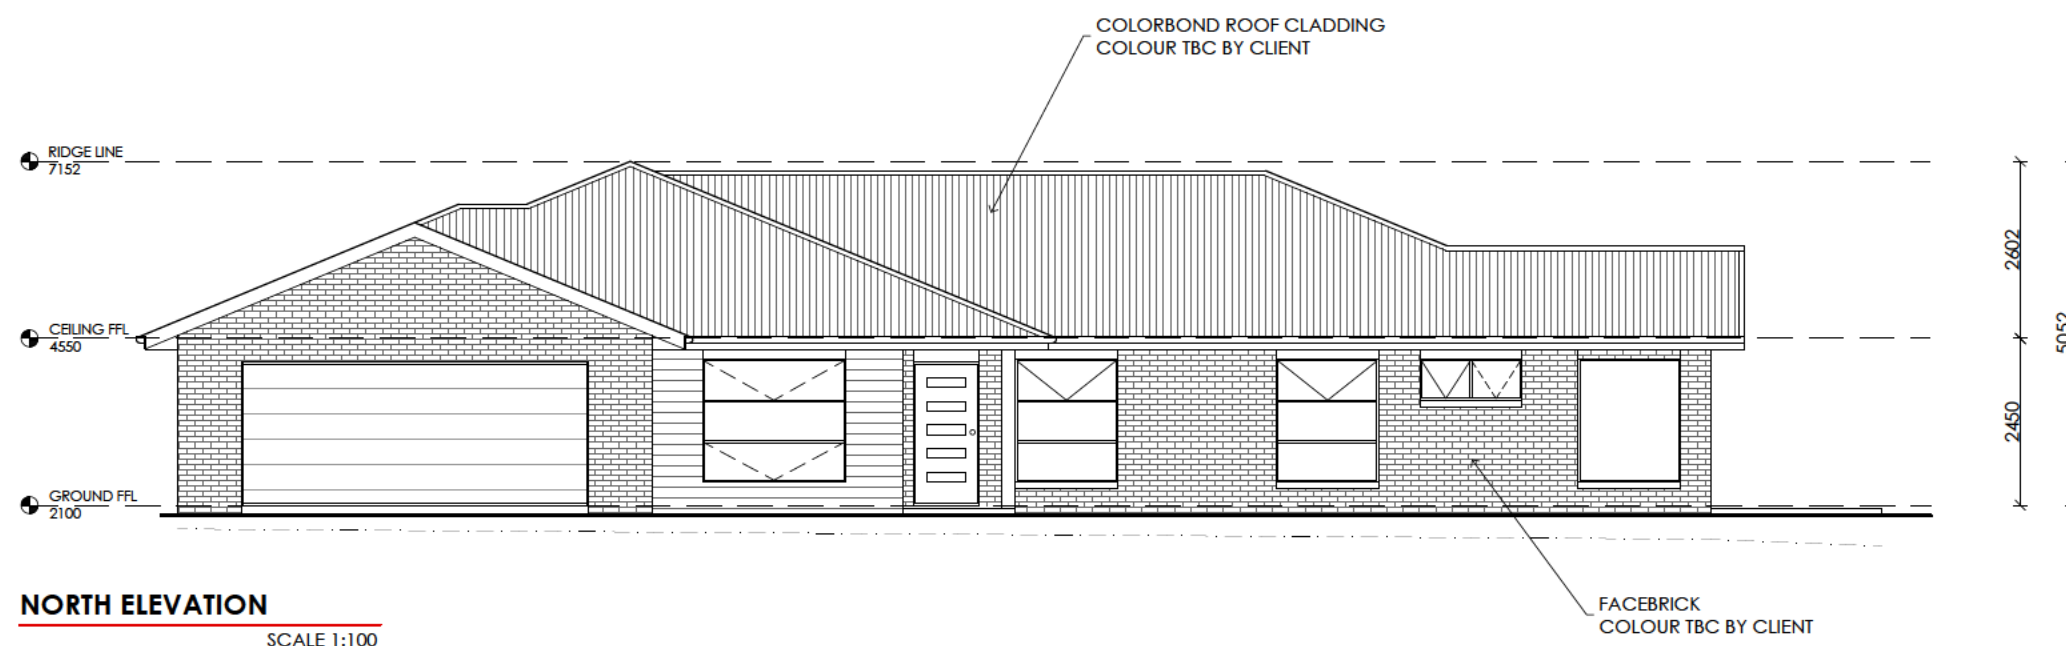 COLORBOND ROOF CLADDING
COLOUR TBC BY CLIENT
RIDGE LINE
7152
2602
CEILING FFL
4550
5052
2450
GROUND FFL
2100
NORTH ELEVATION
SCALE 1:100
FACEBRICK
COLOUR TBC BY CLIENT